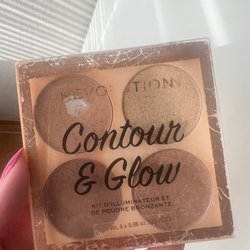 REVOLUTION
Contour
& Glow
KIT D'ILLUMINATEUR ET
DE POUDRE BRONZANTE